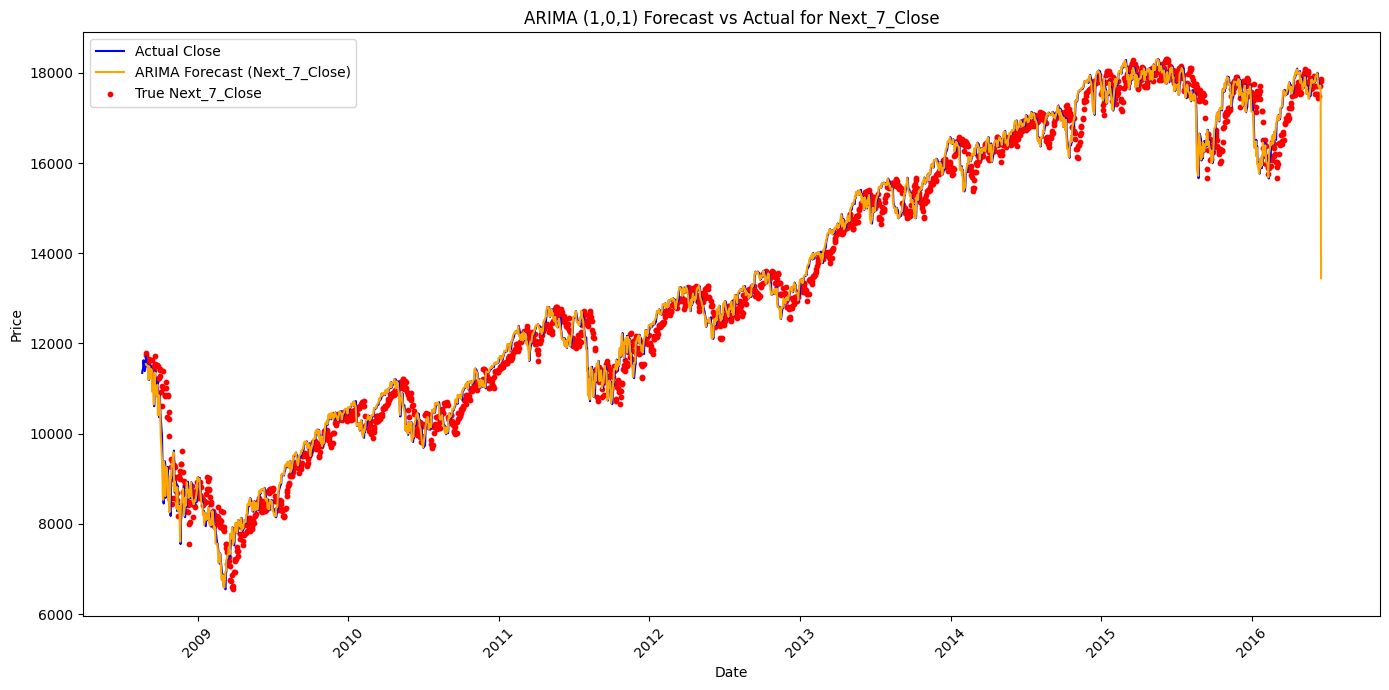 ARIMA (1,0,1) Forecast vs Actual for Next_7_Close
Actual Close
ARIMA Forecast (Next_7_Close)
True Next_7_Close
18000
16000
14000
12000
10000
8000
6000
Price
2009
2010
2011
2012
2013
2014
2015
2016
Date